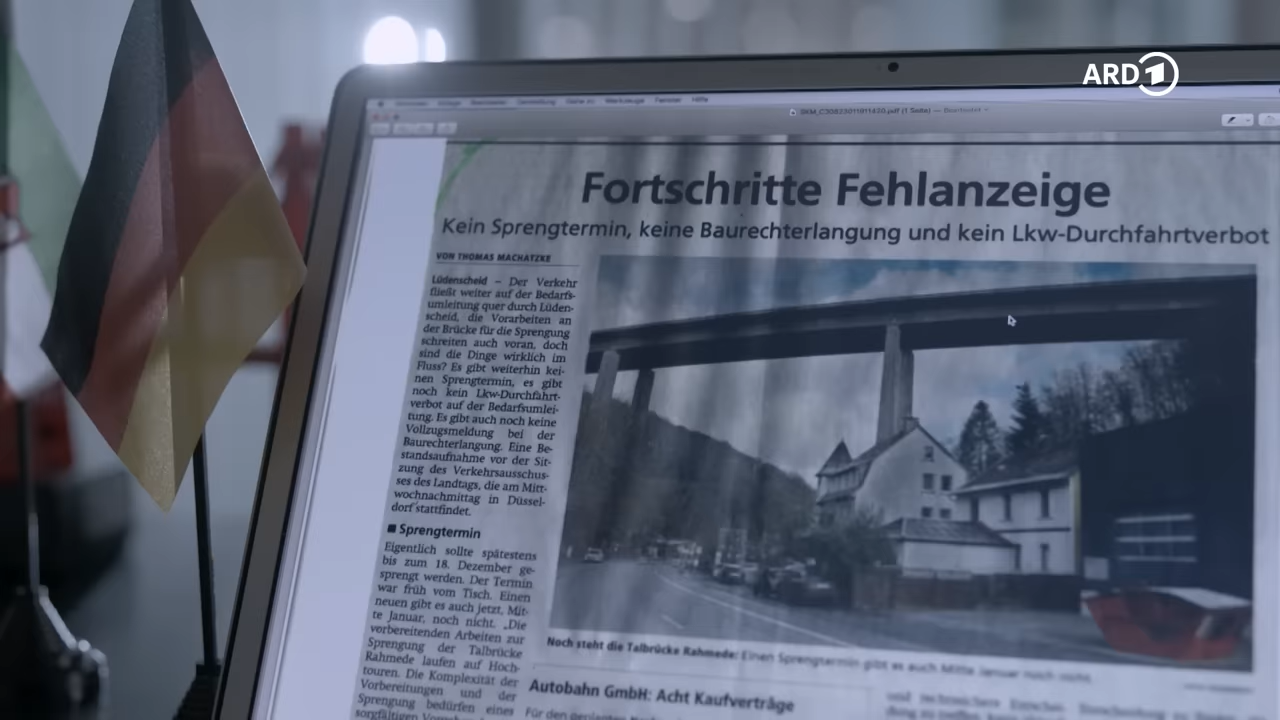 ARD 1
Fortschritte Fehlanzeige
Kein Sprengtermin, keine Baurechterlangung und kein Lkw-Durchfahrtverbot
VON THOMAS MACHATZKE
Lüdenscheid – Der Verkehr
fließt weiter auf der Bedarfs-
umleitung quer durch Lüden-
scheid, die Vorarbeiten an
der Brücke für die Sprengung
schreiten auch voran, doch
sind die Dinge wirklich im
Fluss? Es gibt weiterhin kei-
nen Sprengtermin, es gibt
noch kein Lkw-Durchfahrt-
verbot auf der Bedarfsumlei-
tung. Es gibt auch noch keine
Vollzugsmeldung bei der
Baurechterlangung. Eine Be-
standsaufnahme vor der Sit-
zung des Verkehrsausschus-
ses des Landtags, die am Mitt-
wochnachmittag in Düssel-
dorf stattfindet.
■ Sprengtermin
Eigentlich sollte spätestens
bis zum 18. Dezember ge-
sprengt werden. Der Termin
war früh vom Tisch. Einen
neuen gibt es auch jetzt, Mit-
te Januar, noch nicht. „Die
vorbereitenden Arbeiten zur
Sprengung der Talbrücke
Rahmede laufen auf Hoch-
touren. Die Komplexität der
Vorbereitungen und der
Sprengung bedürfen eines
sorgfältigen
Noch steht die Talbrücke Rahmede: Einen Sprengtermin gibt es auch Mitte Januar noch nicht.
Autobahn GmbH: Acht Kaufverträge
Für den geplanten